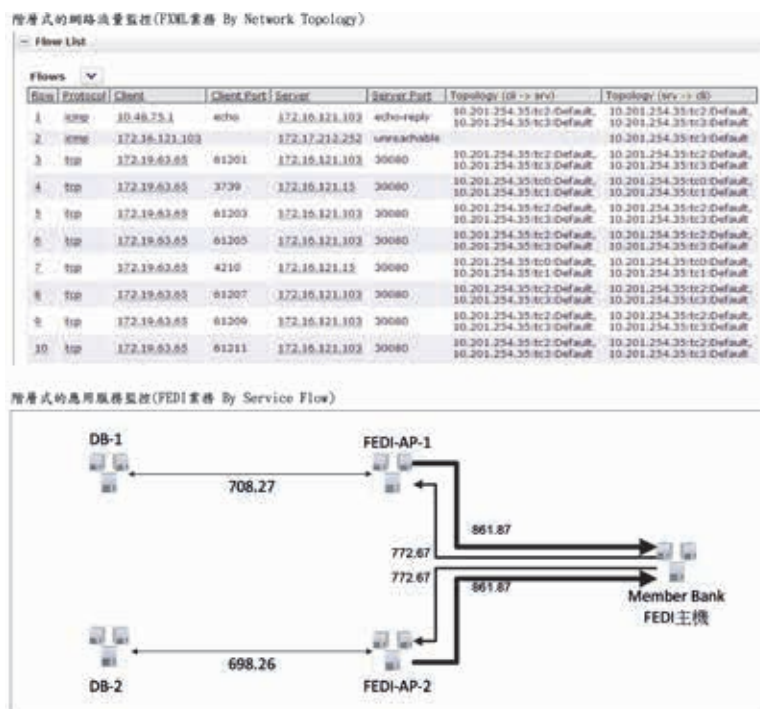 階層式的網路流量監控(FXML業務 By Network Topology)
Flow List
Flows
Row Protocol Client Client Port Server Server Port Topology (cli -> srv) Topology (srv -> cli)
1 icmp 10.48.75.1 echo 172.16.121.103 echo-reply 10.201.254.35:tc2:Default, 10.201.254.35:tc2:Default,
10.201.254.35:tc3:Default 10.201.254.35:tc3:Default
2 icmp 172.16.121.103 172.17.212.252 unreachable 10.201.254.35:tc3:Default
3 tcp 172.19.63.65 61201 172.16.121.103 30080 10.201.254.35:tc2:Default, 10.201.254.35:tc2:Default,
10.201.254.35:tc3:Default 10.201.254.35:tc3:Default
4 tcp 172.19.63.65 3739 172.16.121.15 30080 10.201.254.35:tc0:Default, 10.201.254.35:tc0:Default,
10.201.254.35:tc1:Default 10.201.254.35:tc1:Default
5 tcp 172.19.63.65 61203 172.16.121.103 30080 10.201.254.35:tc2:Default, 10.201.254.35:tc2:Default,
10.201.254.35:tc3:Default 10.201.254.35:tc3:Default
6 tcp 172.19.63.65 61205 172.16.121.103 30080 10.201.254.35:tc2:Default, 10.201.254.35:tc2:Default,
10.201.254.35:tc3:Default 10.201.254.35:tc3:Default
7 tcp 172.19.63.65 4210 172.16.121.15 30080 10.201.254.35:tc0:Default, 10.201.254.35:tc0:Default,
10.201.254.35:tc1:Default 10.201.254.35:tc1:Default
8 tcp 172.19.63.65 61207 172.16.121.103 30080 10.201.254.35:tc2:Default, 10.201.254.35:tc2:Default,
10.201.254.35:tc3:Default 10.201.254.35:tc3:Default
9 tcp 172.19.63.65 61209 172.16.121.103 30080 10.201.254.35:tc2:Default, 10.201.254.35:tc2:Default,
10.201.254.35:tc3:Default 10.201.254.35:tc3:Default
10 tcp 172.19.63.65 61211 172.16.121.103 30080 10.201.254.35:tc2:Default, 10.201.254.35:tc2:Default,
10.201.254.35:tc3:Default 10.201.254.35:tc3:Default
階層式的應用服務監控(FEDI業務 By Service Flow)
DB-1
FEDI-AP-1
708.27
861.87
772.67
772.67
861.87
Member Bank
FEDI主機
698.26
DB-2
FEDI-AP-2